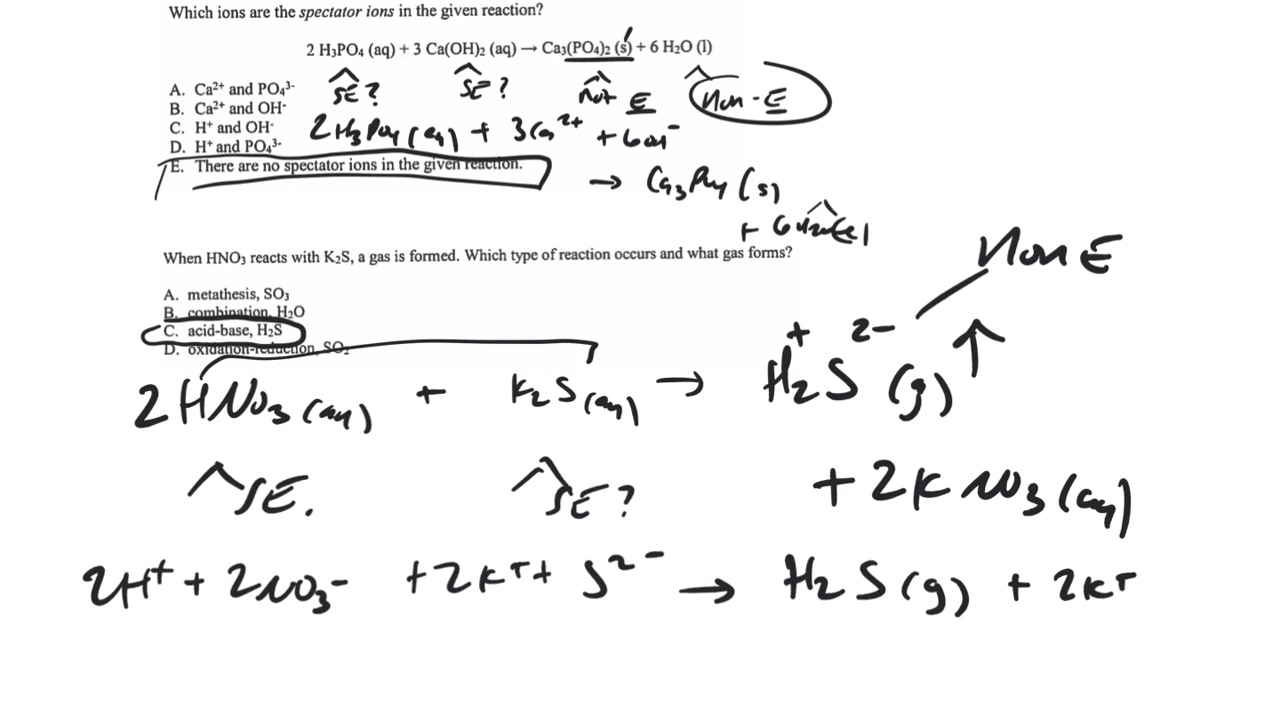 Which ions are the spectator ions in the given reaction?
2 H₃PO₄ (aq) + 3 Ca(OH)₂ (aq) → Ca₃(PO₄)₂ (s) + 6 H₂O (l)
A. Ca²⁺ and PO₄³⁻
B. Ca²⁺ and OH⁻
C. H⁺ and OH⁻
D. H⁺ and PO₄³⁻
E. There are no spectator ions in the given reaction.
SE? SE? not E Non-E
2H₃PO₄(aq) + 3Ca²⁺ + 6OH⁻
→ Ca₃PO₄(s)
+ 6H₂O(l)
When HNO₃ reacts with K₂S, a gas is formed. Which type of reaction occurs and what gas forms?
A. metathesis, SO₃
B. combination, H₂O
C. acid-base, H₂S
D. oxidation-reduction, SO₂
Non E
+ 2-
2HNO₃(aq) + K₂S(aq) → H₂S(g) ↑
SE. SE? + 2KNO₃(aq)
2H⁺ + 2NO₃⁻ + 2K⁺ + S²⁻ → H₂S(g) + 2K⁺